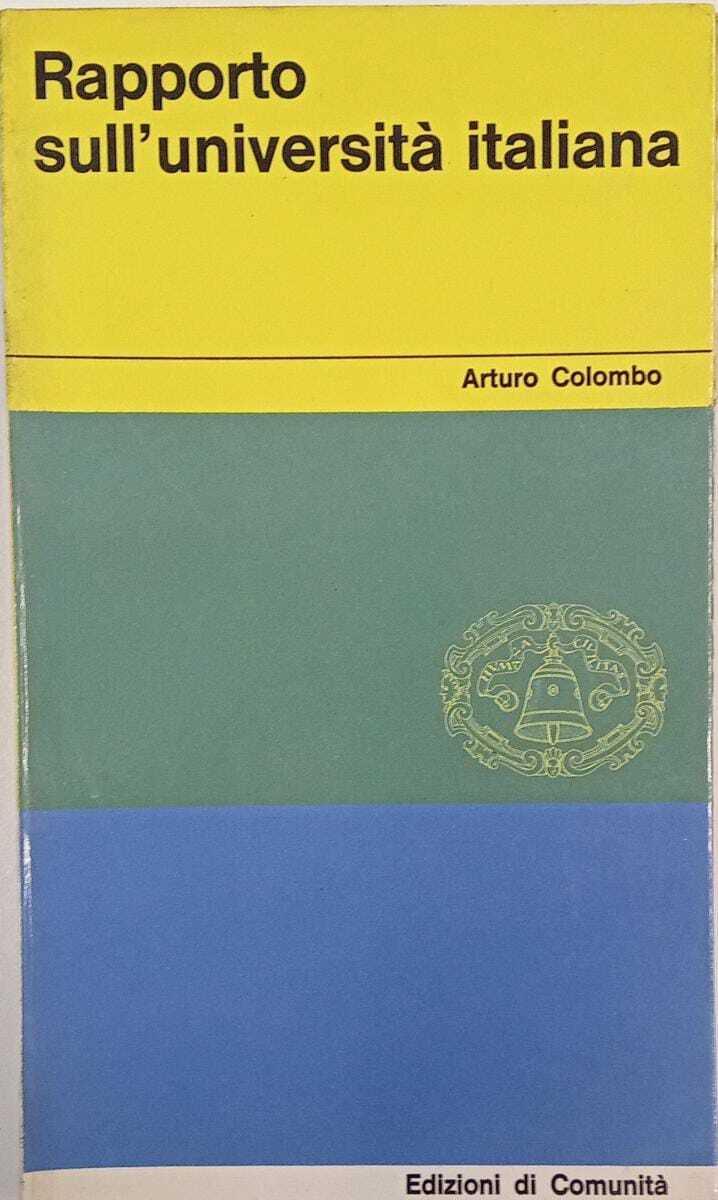 Rapporto
sull'università italiana
Arturo Colombo
Edizioni di Comunità